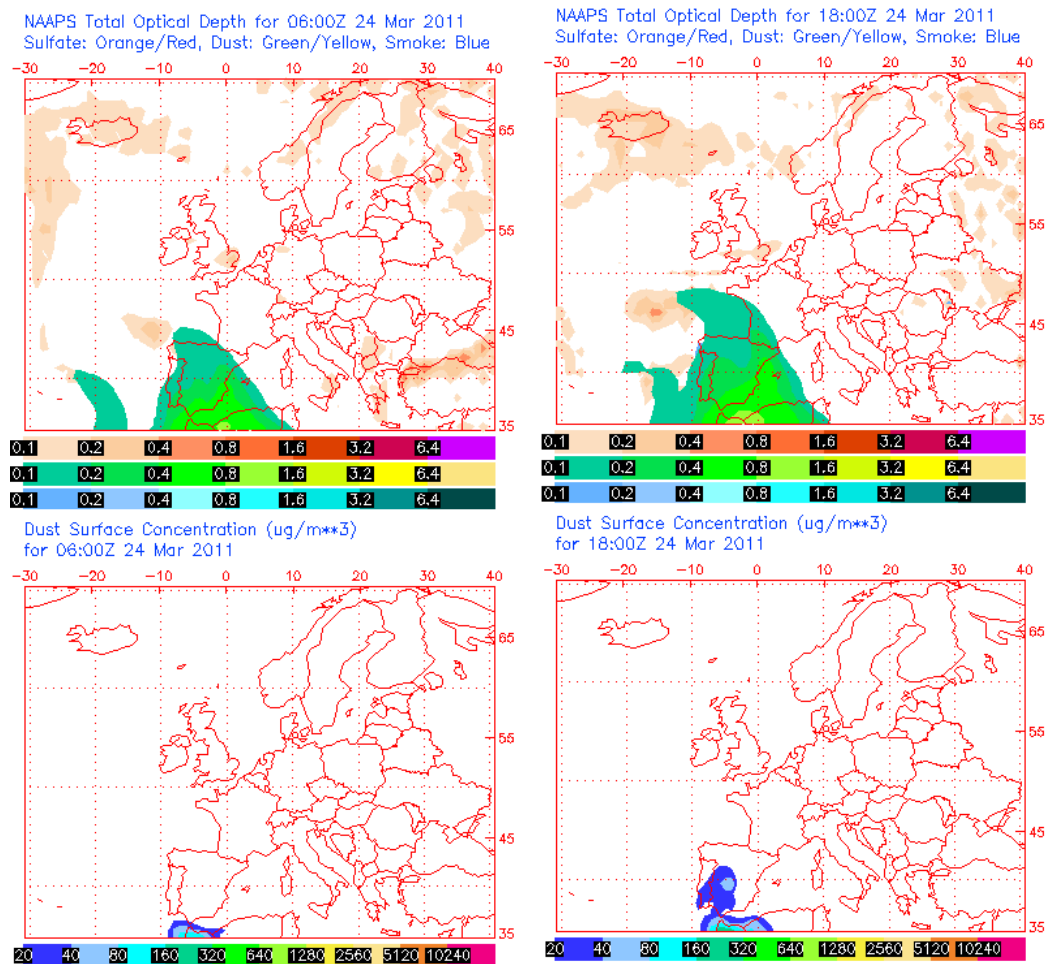 NAAPS Total Optical Depth for 06:00Z 24 Mar 2011
Sulfate: Orange/Red, Dust: Green/Yellow, Smoke: Blue
-30 -20 -10 0 10 20 30 40
65
55
45
35
0.1 0.2 0.4 0.8 1.6 3.2 6.4
0.1 0.2 0.4 0.8 1.6 3.2 6.4
0.1 0.2 0.4 0.8 1.6 3.2 6.4
NAAPS Total Optical Depth for 18:00Z 24 Mar 2011
Sulfate: Orange/Red, Dust: Green/Yellow, Smoke: Blue
-30 -20 -10 0 10 20 30 40
65
55
45
35
0.1 0.2 0.4 0.8 1.6 3.2 6.4
0.1 0.2 0.4 0.8 1.6 3.2 6.4
0.1 0.2 0.4 0.8 1.6 3.2 6.4
Dust Surface Concentration (ug/m**3)
for 06:00Z 24 Mar 2011
-30 -20 -10 0 10 20 30 40
65
55
45
35
20 40 80 160 320 640 1280 2560 5120 10240
Dust Surface Concentration (ug/m**3)
for 18:00Z 24 Mar 2011
-30 -20 -10 0 10 20 30 40
65
55
45
35
20 40 80 160 320 640 1280 2560 5120 10240